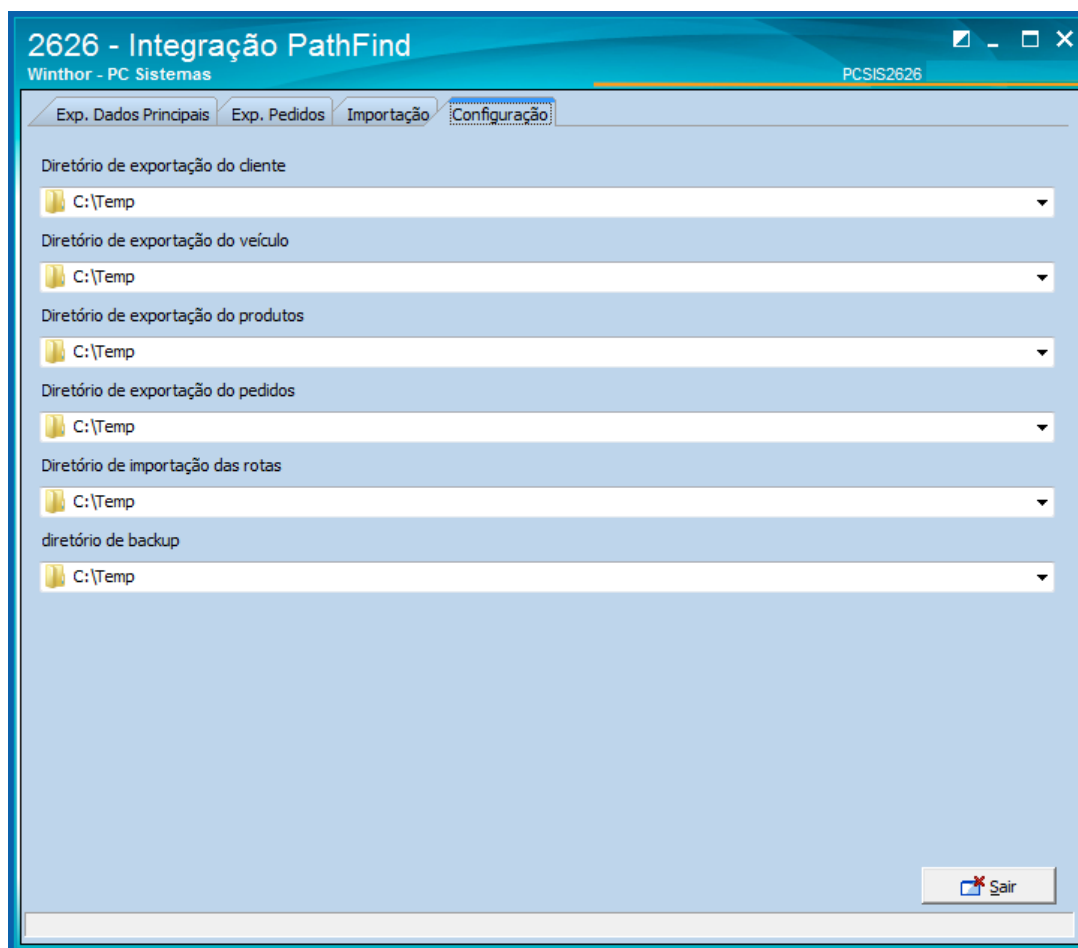 2626 - Integração PathFind
Winthor - PC Sistemas
PCSIS2626
Exp. Dados Principais Exp. Pedidos Importação Configuração
Diretório de exportação do cliente
C:\Temp
Diretório de exportação do veículo
C:\Temp
Diretório de exportação do produtos
C:\Temp
Diretório de exportação do pedidos
C:\Temp
Diretório de importação das rotas
C:\Temp
diretório de backup
C:\Temp
Sair